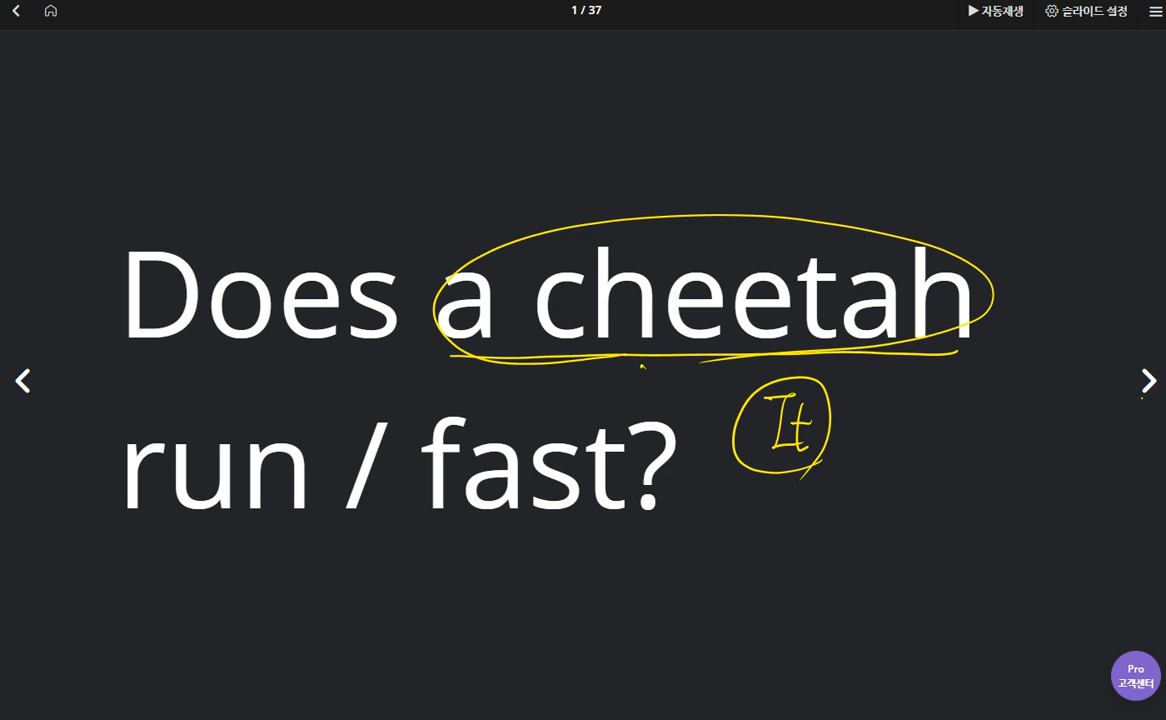 1 / 37
자동재생
슬라이드 설정
Does a cheetah
run / fast?
It
Pro
고객센터